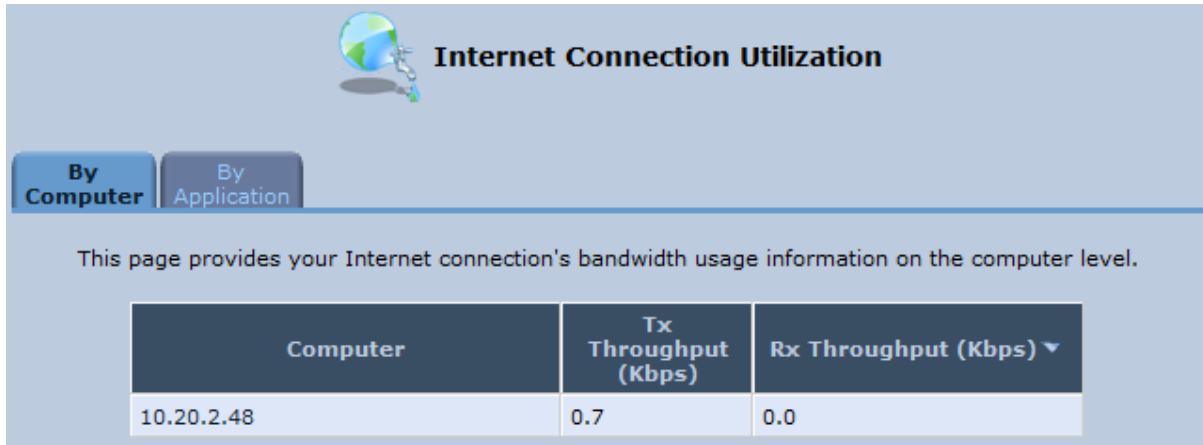 Internet Connection Utilization
By
Computer
By
Application
This page provides your Internet connection's bandwidth usage information on the computer level.
Computer
Tx
Throughput
(Kbps)
Rx Throughput (Kbps)
10.20.2.48
0.7
0.0